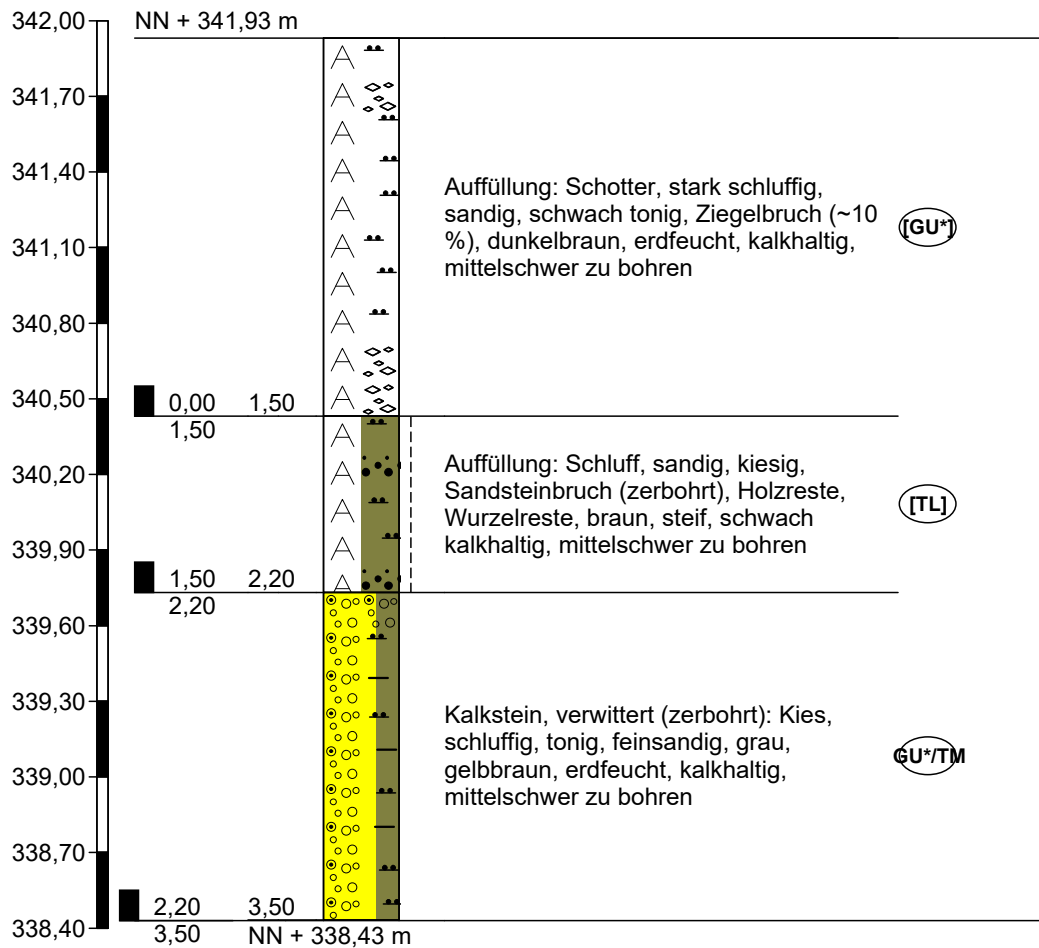 342,00
NN + 341,93 m
341,70
341,40
Auffüllung: Schotter, stark schluffig,
sandig, schwach tonig, Ziegelbruch (~10
%), dunkelbraun, erdfeucht, kalkhaltig,
mittelschwer zu bohren
[GU*]
341,10
340,80
340,50
0,00 1,50
1,50
340,20
Auffüllung: Schluff, sandig, kiesig,
Sandsteinbruch (zerbohrt), Holzreste,
Wurzelreste, braun, steif, schwach
kalkhaltig, mittelschwer zu bohren
[TL]
339,90
1,50 2,20
2,20
339,60
339,30
Kalkstein, verwittert (zerbohrt): Kies,
schluffig, tonig, feinsandig, grau,
gelbbraun, erdfeucht, kalkhaltig,
mittelschwer zu bohren
GU*/TM
339,00
338,70
2,20 3,50
338,40
3,50 NN + 338,43 m